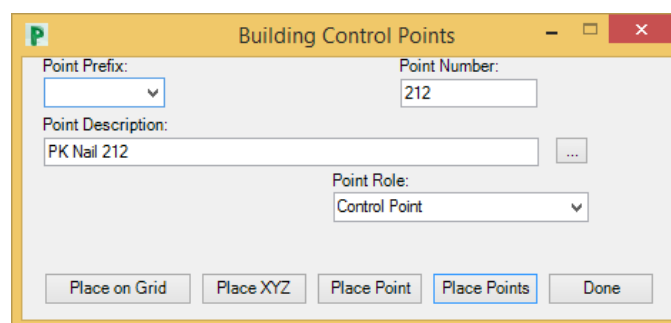 P
Building Control Points
Point Prefix:
Point Number:
212
Point Description:
PK Nail 212
...
Point Role:
Control Point
Place on Grid
Place XYZ
Place Point
Place Points
Done